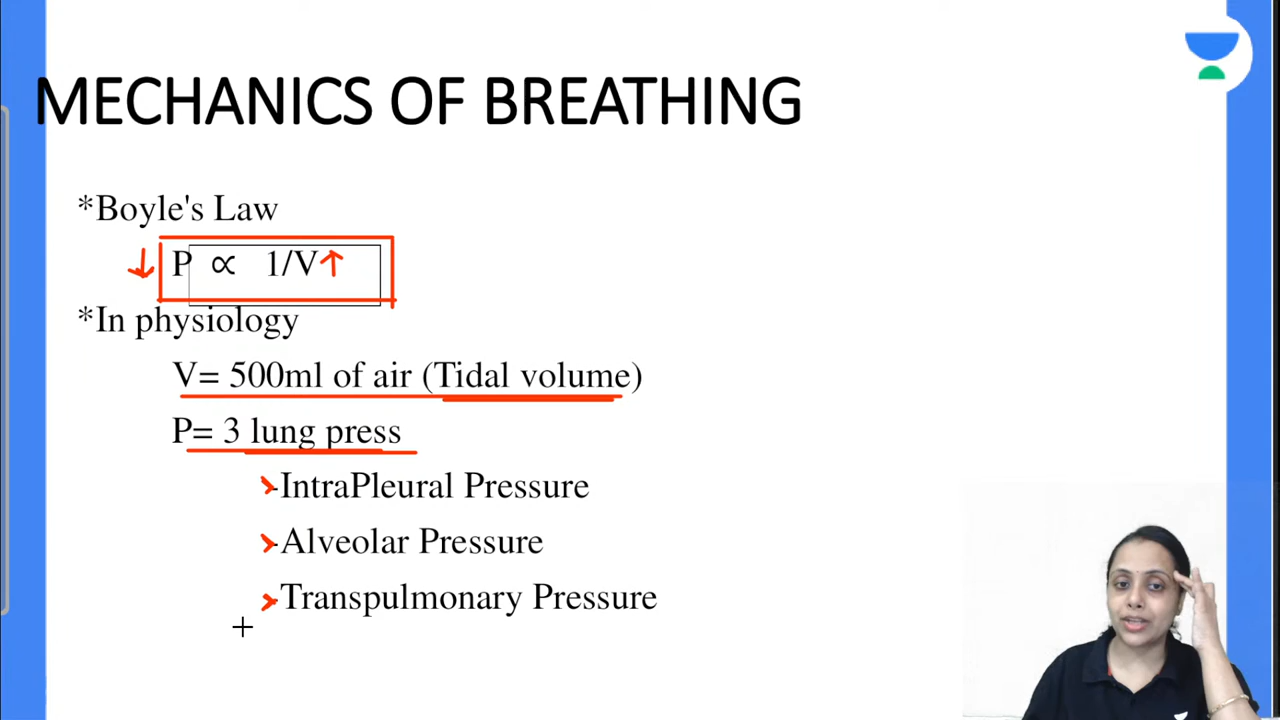 MECHANICS OF BREATHING
*Boyle's Law
↓ P ∝ 1/V↑
*In physiology
V= 500ml of air (Tidal volume)
P= 3 lung press
-IntraPleural Pressure
-Alveolar Pressure
-Transpulmonary Pressure